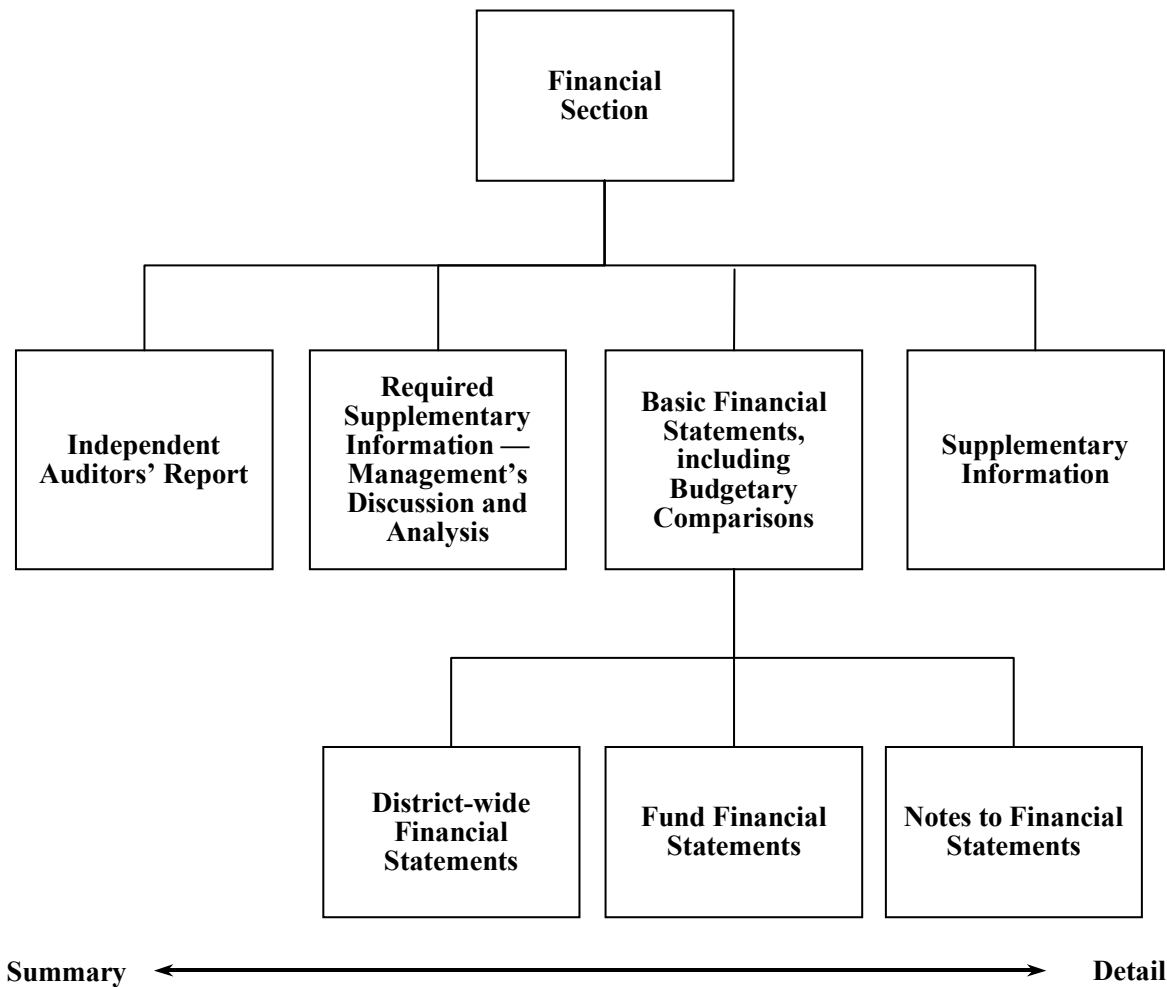 Financial
Section
Independent
Auditors’ Report
Required
Supplementary
Information —
Management’s
Discussion and
Analysis
Basic Financial
Statements,
including
Budgetary
Comparisons
Supplementary
Information
District-wide
Financial
Statements
Fund Financial
Statements
Notes to Financial
Statements
Summary
Detail